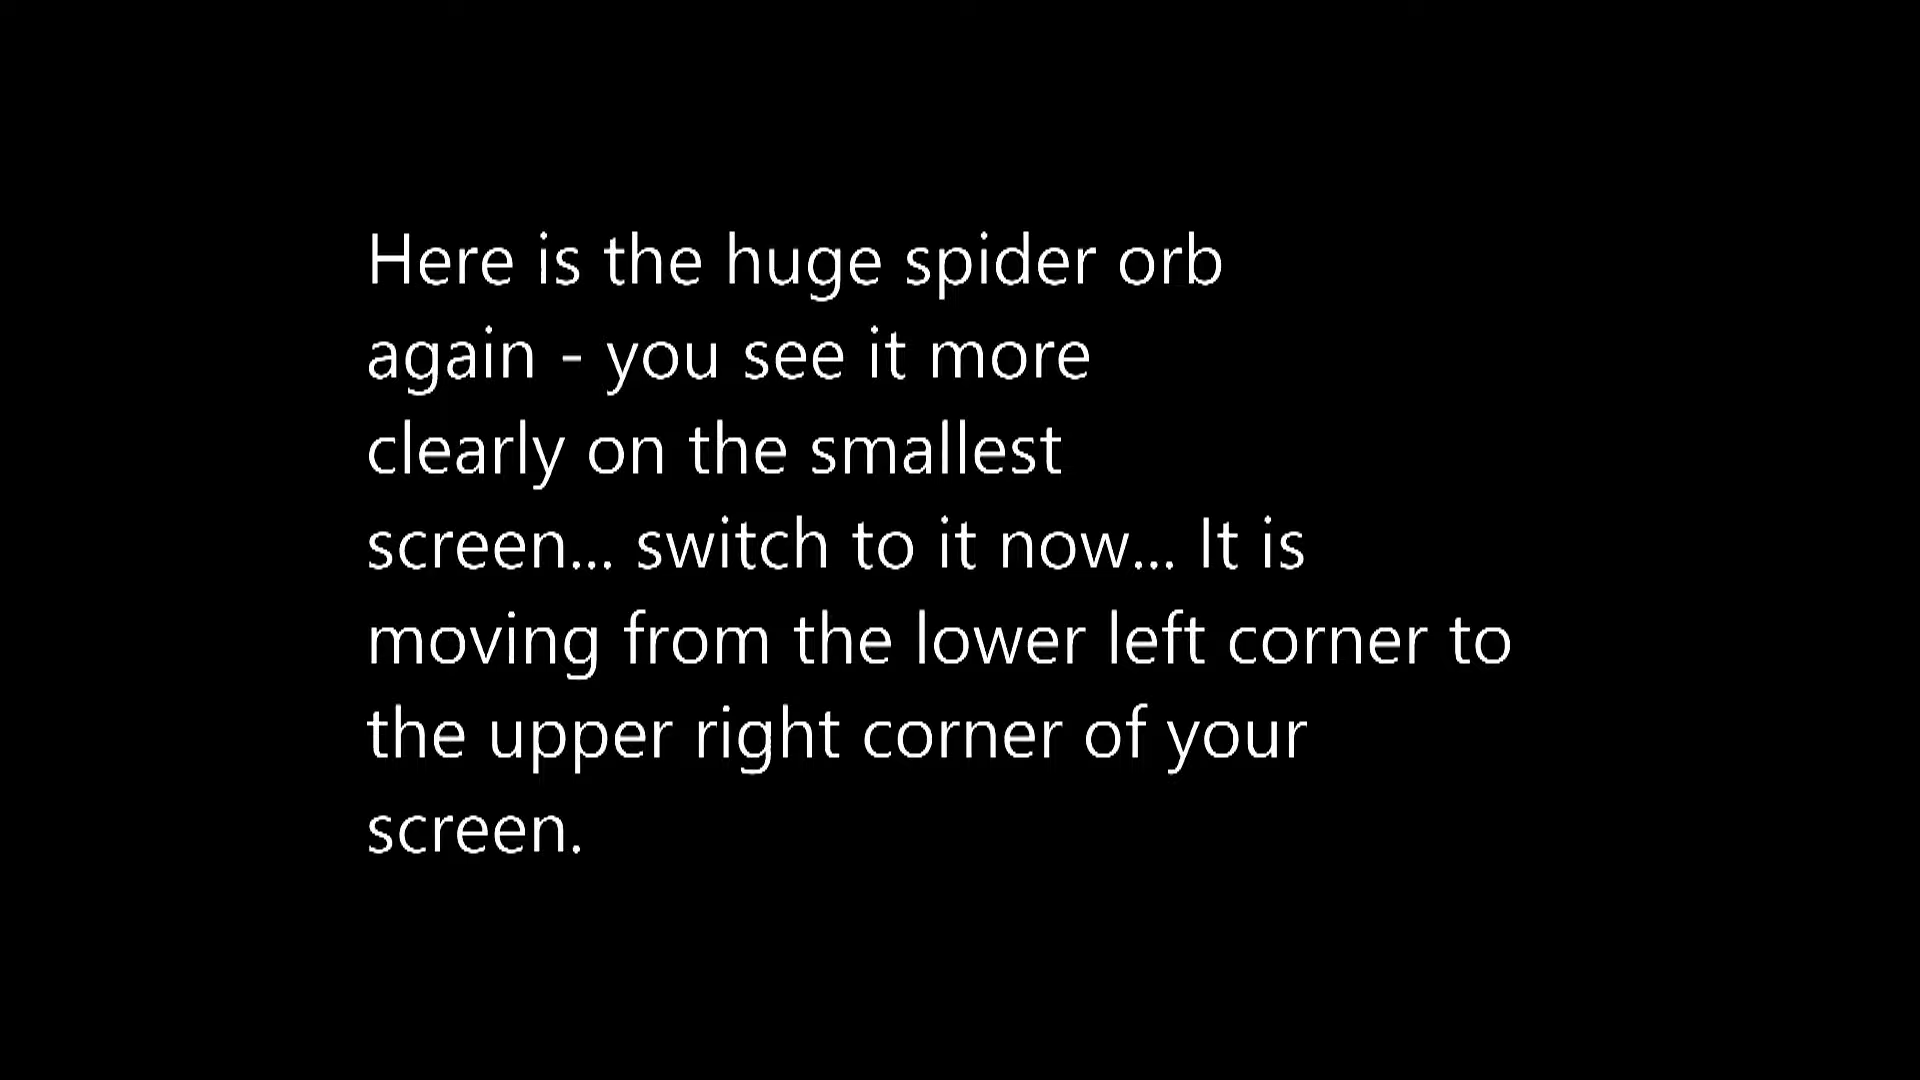 Here is the huge spider orb
again - you see it more
clearly on the smallest
screen... switch to it now... It is
moving from the lower left corner to
the upper right corner of your
screen.